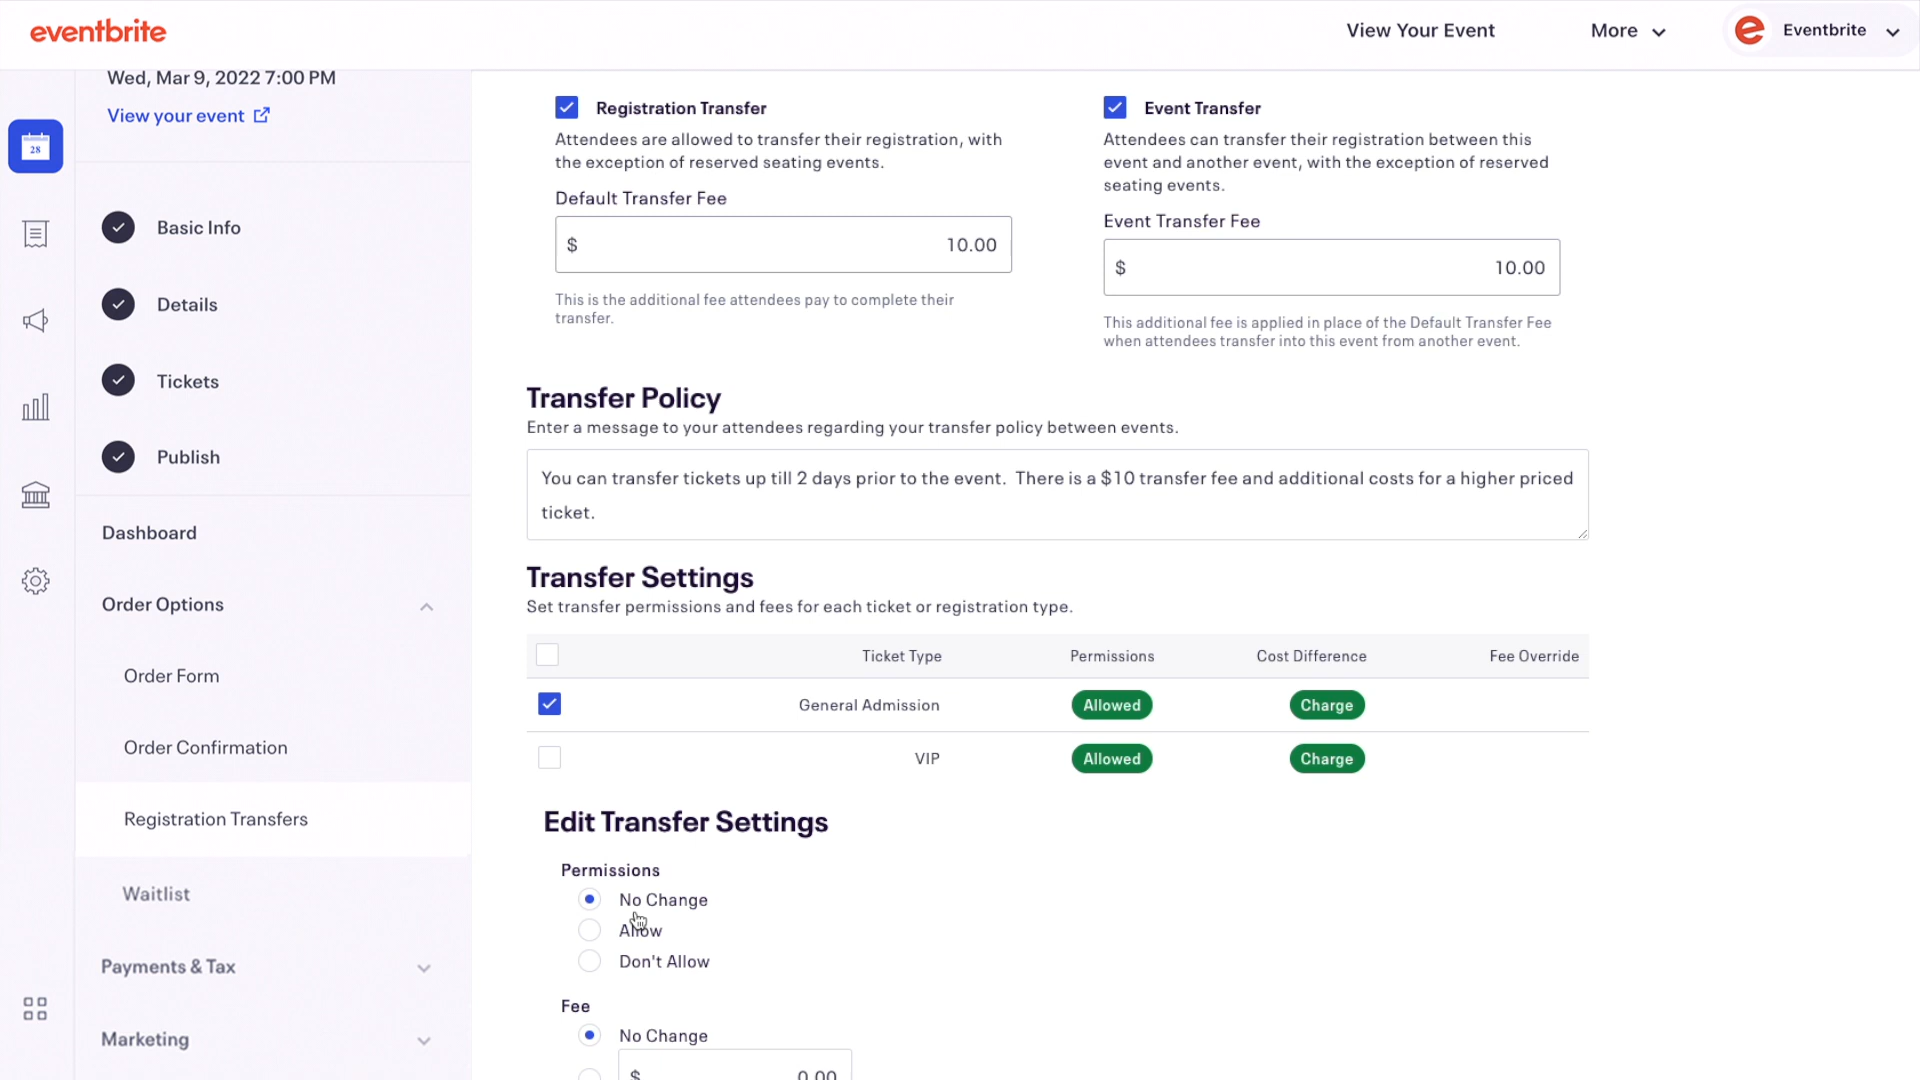 eventbrite
View Your Event
More
Eventbrite
Wed, Mar 9, 2022 7:00 PM
View your event
28
Basic Info
Details
Tickets
Publish
Dashboard
Order Options
Order Form
Order Confirmation
Registration Transfers
Waitlist
Payments & Tax
Marketing
Registration Transfer
Attendees are allowed to transfer their registration, with
the exception of reserved seating events.
Default Transfer Fee
$ 10.00
This is the additional fee attendees pay to complete their
transfer.
Event Transfer
Attendees can transfer their registration between this
event and another event, with the exception of reserved
seating events.
Event Transfer Fee
$ 10.00
This additional fee is applied in place of the Default Transfer Fee
when attendees transfer into this event from another event.
Transfer Policy
Enter a message to your attendees regarding your transfer policy between events.
You can transfer tickets up till 2 days prior to the event.  There is a $10 transfer fee and additional costs for a higher priced
ticket.
Transfer Settings
Set transfer permissions and fees for each ticket or registration type.
Ticket Type Permissions Cost Difference Fee Override
General Admission Allowed Charge
VIP Allowed Charge
Edit Transfer Settings
Permissions
No Change
Allow
Don't Allow
Fee
No Change
$ 0.00